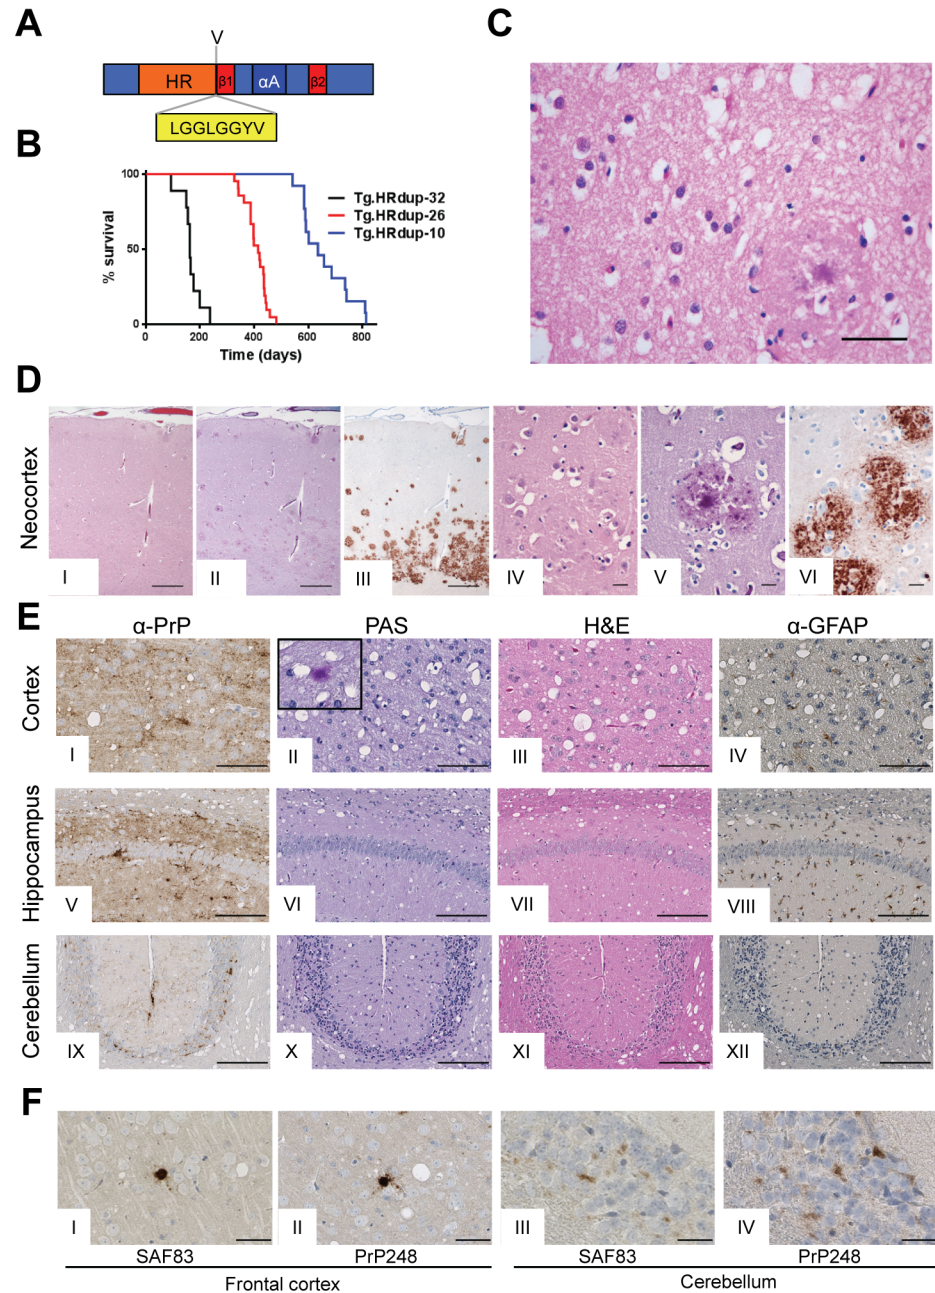 A
V
HR
β1
αA
β2
LGGLGGYV
B
100
50
0
% survival
Tg.HRdup-32
Tg.HRdup-26
Tg.HRdup-10
0
200
400
600
800
Time (days)
C
D
Neocortex
I
II
III
IV
V
VI
E
α-PrP
PAS
H&E
α-GFAP
Cortex
I
II
III
IV
Hippocampus
V
VI
VII
VIII
Cerebellum
IX
X
XI
XII
F
I
II
III
IV
SAF83
PrP248
SAF83
PrP248
Frontal cortex
Cerebellum